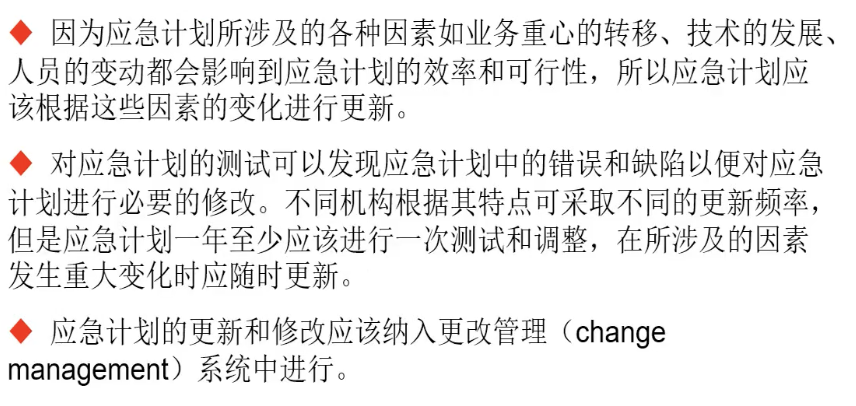 ◆ 因为应急计划所涉及的各种因素如业务重心的转移、技术的发展、
人员的变动都会影响到应急计划的效率和可行性，所以应急计划应
该根据这些因素的变化进行更新。
◆ 对应急计划的测试可以发现应急计划中的错误和缺陷以便对应急
计划进行必要的修改。不同机构根据其特点可采取不同的更新频率，
但是应急计划一年至少应该进行一次测试和调整，在所涉及的因素
发生重大变化时应随时更新。
◆ 应急计划的更新和修改应该纳入更改管理（change
management）系统中进行。